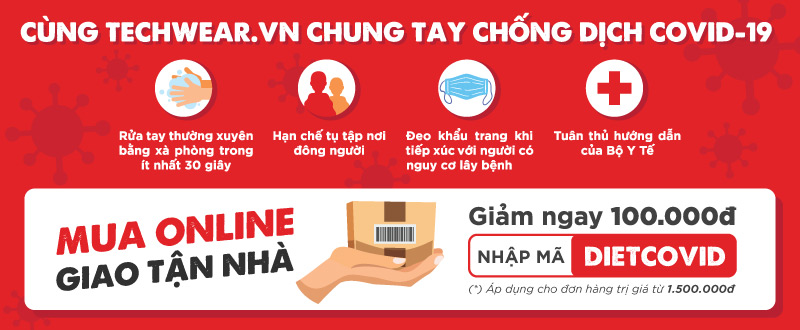 CÙNG TECHWEAR.VN CHUNG TAY CHỐNG DỊCH COVID-19
Rửa tay thường xuyên
bằng xà phòng trong
ít nhất 30 giây
Hạn chế tụ tập nơi
đông người
Đeo khẩu trang khi
tiếp xúc với người có
nguy cơ lây bệnh
Tuân thủ hướng dẫn
của Bộ Y Tế
MUA ONLINE
GIAO TẬN NHÀ
Giảm ngay 100.000đ
NHẬP MÃ DIETCOVID
(*) Áp dụng cho đơn hàng trị giá từ 1.500.000đ